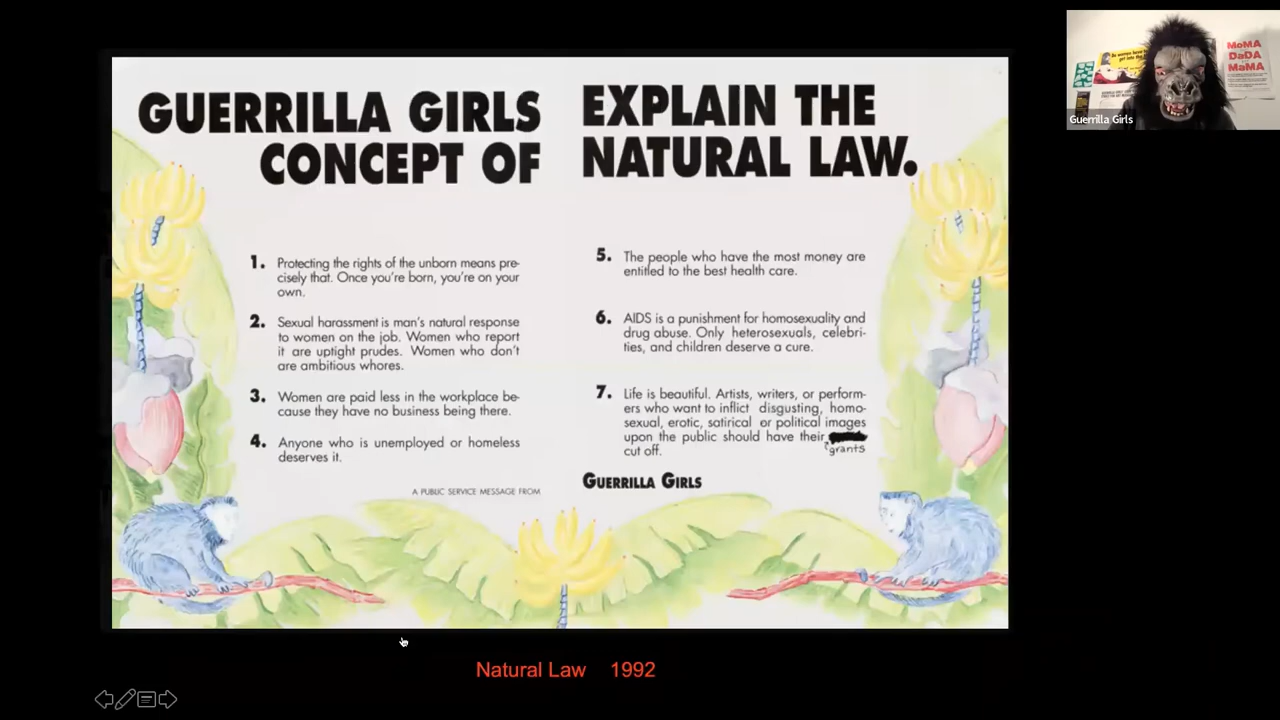 GUERRILLA GIRLS EXPLAIN THE
CONCEPT OF NATURAL LAW.
1. Protecting the rights of the unborn means pre-
cisely that. Once you're born, you're on your
own.
2. Sexual harassment is man's natural response
to women on the job. Women who report
it are uptight prudes. Women who don't
are ambitious whores.
3. Women are paid less in the workplace be-
cause they have no business being there.
4. Anyone who is unemployed or homeless
deserves it.
5. The people who have the most money are
entitled to the best health care.
6. AIDS is a punishment for homosexuality and
drug abuse. Only heterosexuals, celebri-
ties, and children deserve a cure.
7. Life is beautiful. Artists, writers, or perform-
ers who want to inflict disgusting, homo-
sexual, erotic, satirical or political images
upon the public should have their
grants
cut off.
A PUBLIC SERVICE MESSAGE FROM GUERRILLA GIRLS
Natural Law 1992
MoMA
DaDA
MaMA
Guerrilla Girls